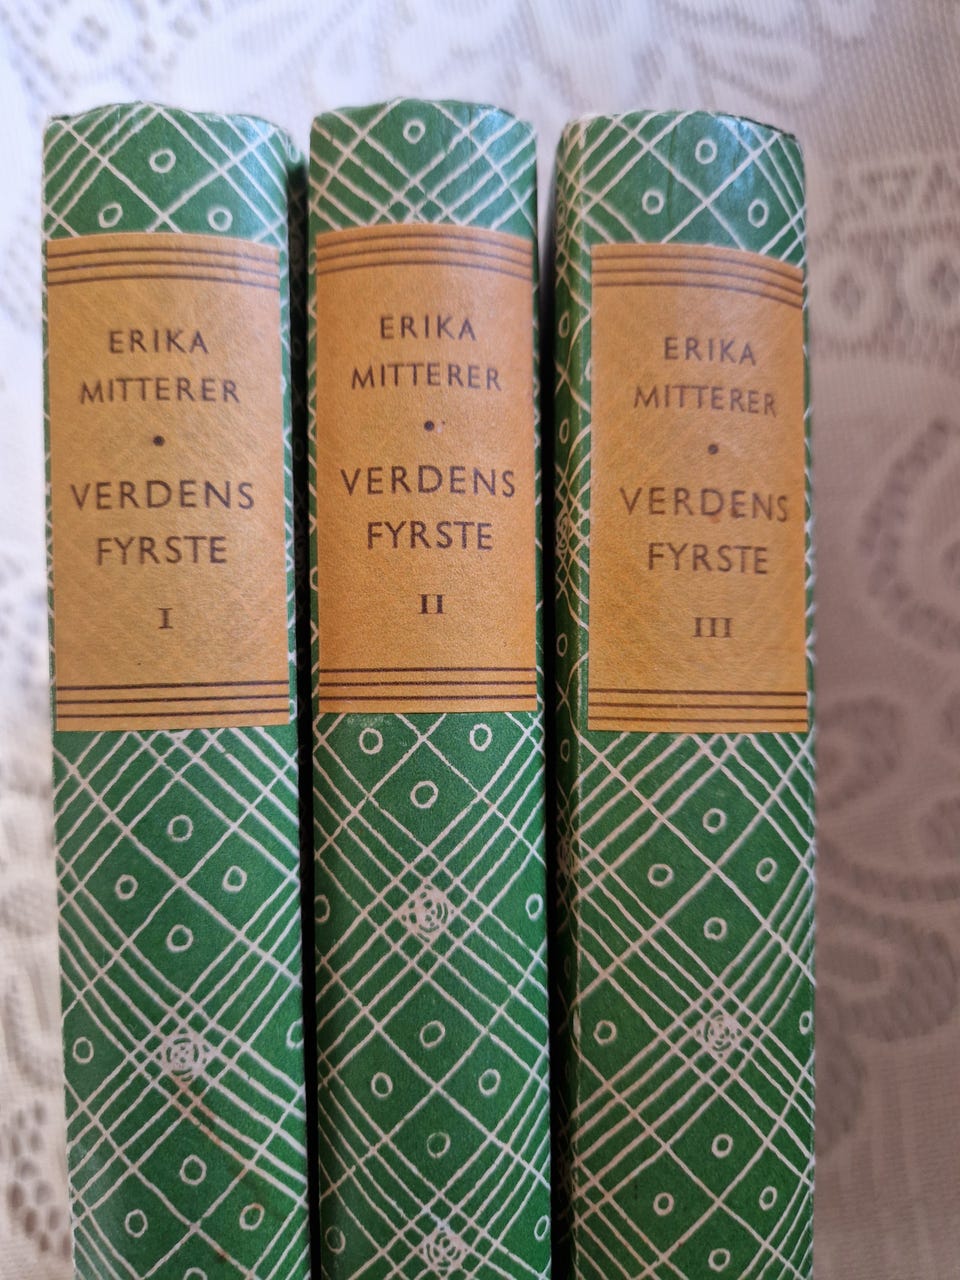 ERIKA
MITTERER
•
VERDENS
FYRSTE
I
ERIKA
MITTERER
•
VERDENS
FYRSTE
II
ERIKA
MITTERER
•
VERDENS
FYRSTE
III